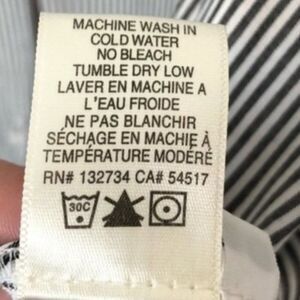 MACHINE WASH IN
COLD WATER
NO BLEACH
TUMBLE DRY LOW
LAVER EN MACHINE A
L'EAU FROIDE
NE PAS BLANCHIR
SÉCHAGE EN MACHIE À
TEMPÉRATURE MODÉRÉ
RN# 132734 CA# 54517
30C